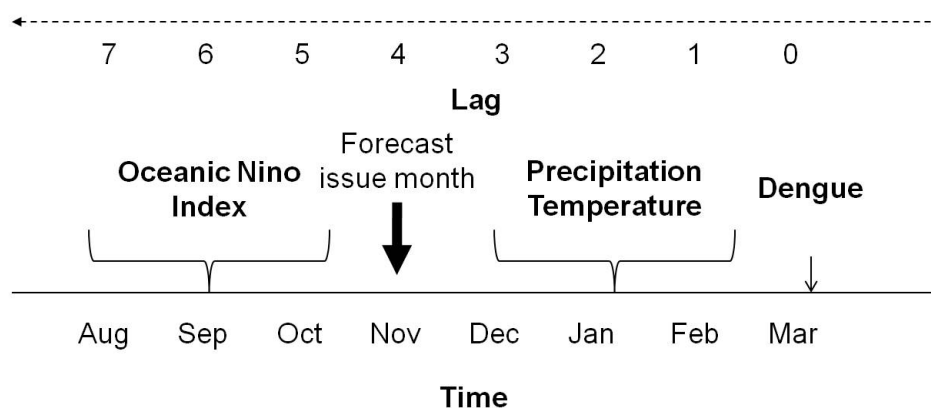 7 6 5 4 3 2 1 0
Lag
Forecast
issue month
Oceanic Nino
Index
Precipitation
Temperature
Dengue
Aug Sep Oct Nov Dec Jan Feb Mar
Time